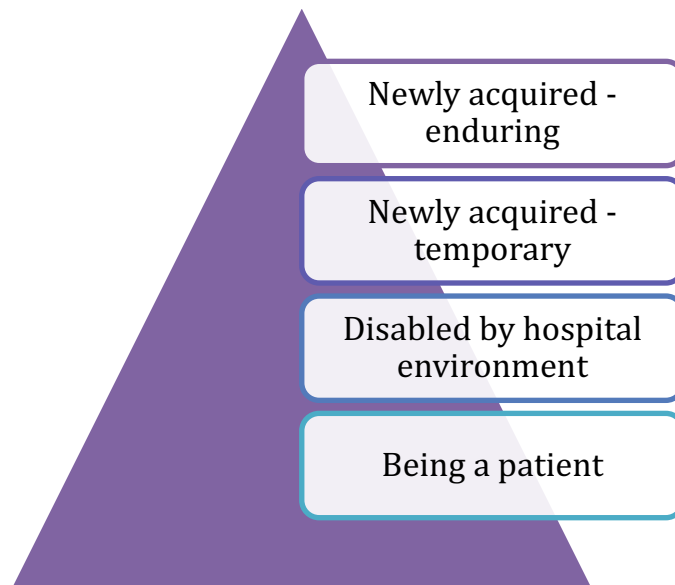 Newly acquired -
enduring
Newly acquired -
temporary
Disabled by hospital
environment
Being a patient